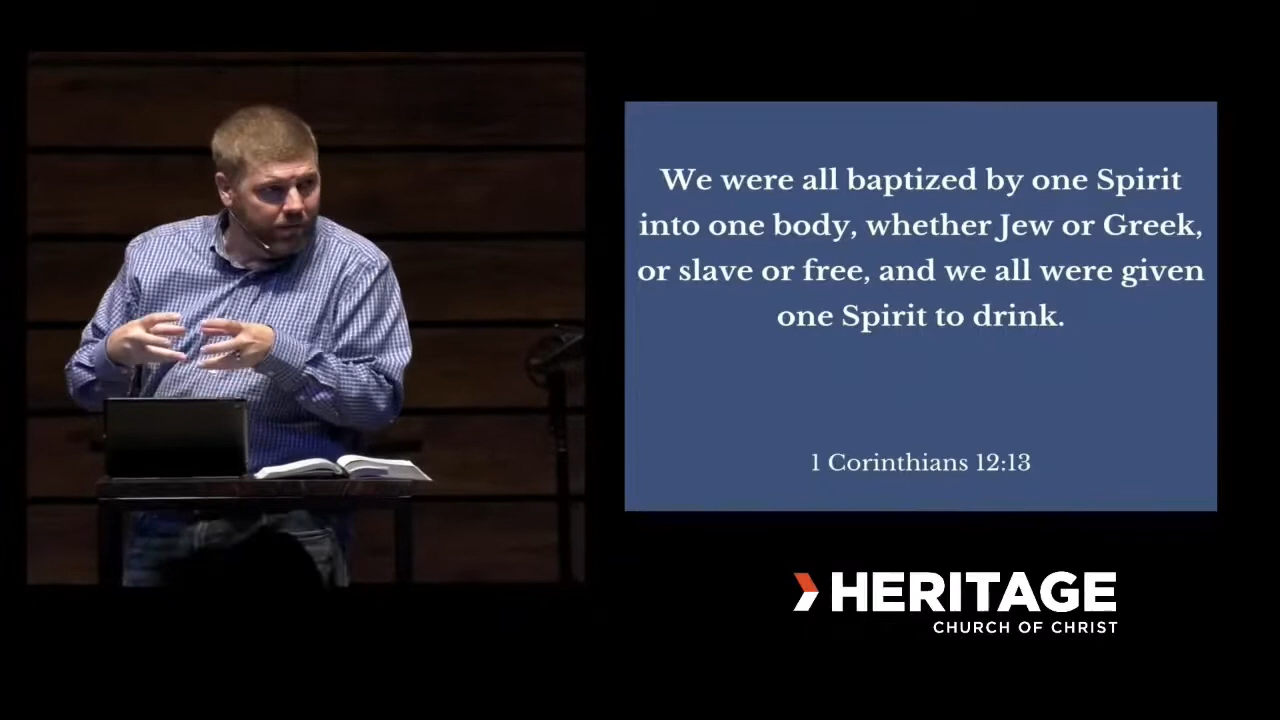 We were all baptized by one Spirit
into one body, whether Jew or Greek,
or slave or free, and we all were given
one Spirit to drink.
1 Corinthians 12:13
HERITAGE
CHURCH OF CHRIST